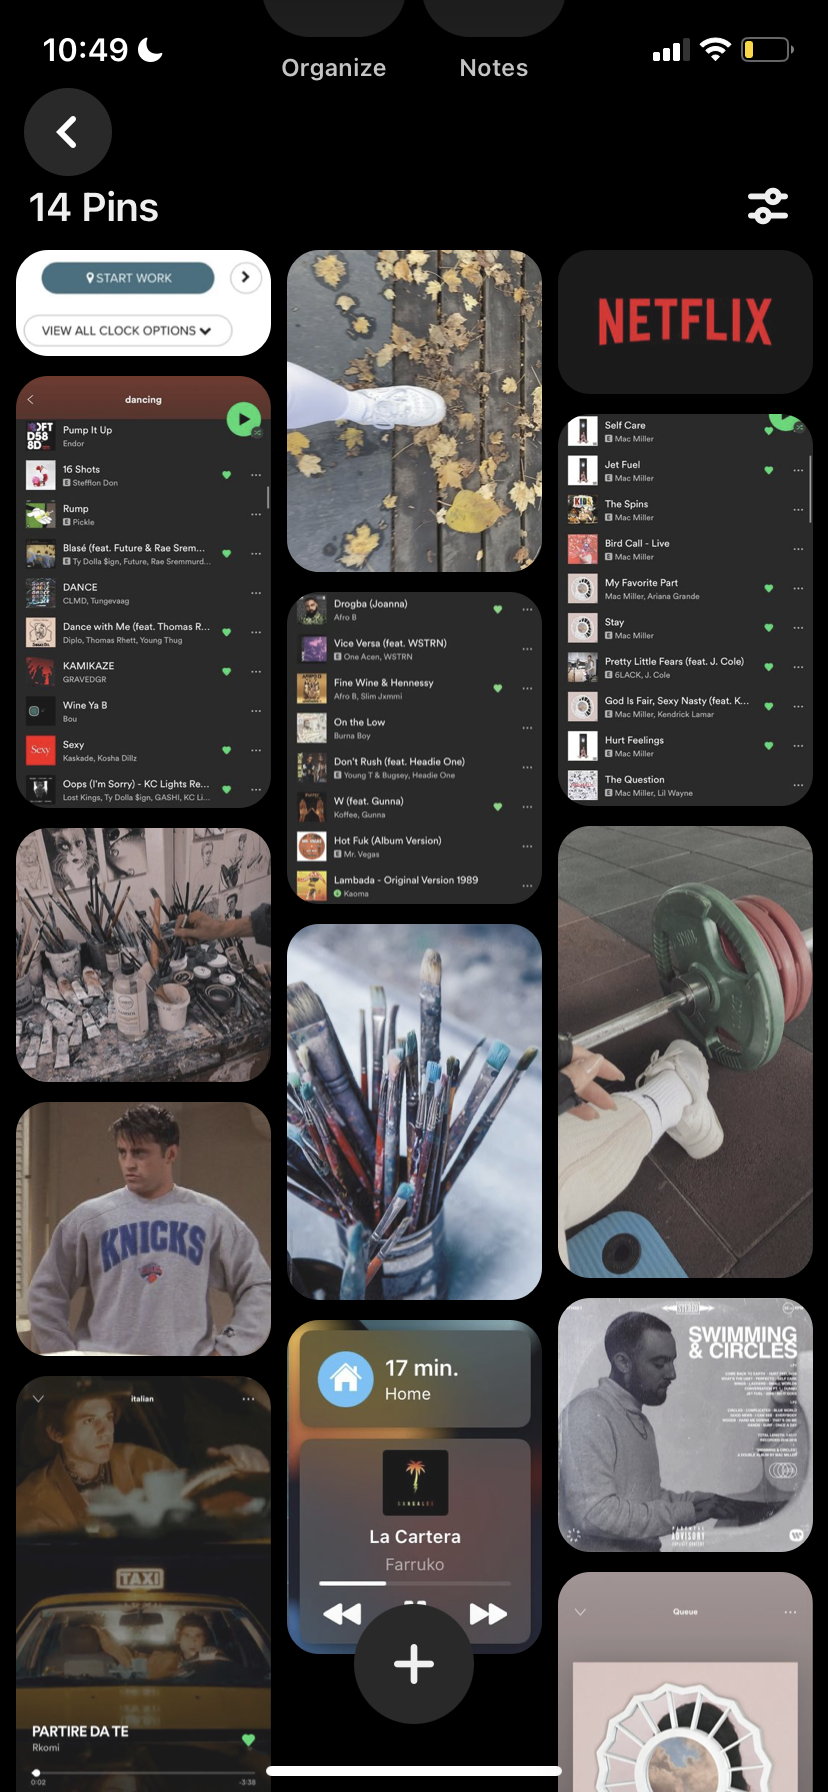 10:49
Organize
Notes
14 Pins
START WORK
VIEW ALL CLOCK OPTIONS
dancing
Pump It Up
Endor
16 Shots
E Stefflon Don
Rump
E Pickle
Blasé (feat. Future & Rae Srem...
E Ty Dolla $ign, Future, Rae Sremmurd...
DANCE
CLMD, Tungevaag
Dance with Me (feat. Thomas R...
Diplo, Thomas Rhett, Young Thug
KAMIKAZE
GRAVEDGR
Wine Ya B
Bou
Sexy
Sexy
Kaskade, Kosha Dillz
Oops (I'm Sorry) - KC Lights Re...
Lost Kings, Ty Dolla $ign, GASHI, KC Li...
KNICKS
italian
TAXI
PARTIRE DA TE
Rkomi
0:02
-3:38
Drogba (Joanna)
Afro B
Vice Versa (feat. WSTRN)
E One Acen, WSTRN
Fine Wine & Hennessy
Afro B, Slim Jxmmi
On the Low
Burna Boy
Don't Rush (feat. Headie One)
E Young T & Bugsey, Headie One
W (feat. Gunna)
Koffee, Gunna
Hot Fuk (Album Version)
E Mr. Vegas
Lambada - Original Version 1989
Kaoma
17 min.
Home
La Cartera
Farruko
NETFLIX
Self Care
E Mac Miller
Jet Fuel
E Mac Miller
The Spins
E Mac Miller
Bird Call - Live
E Mac Miller
My Favorite Part
Mac Miller, Ariana Grande
Stay
E Mac Miller
Pretty Little Fears (feat. J. Cole)
E 6LACK, J. Cole
God Is Fair, Sexy Nasty (feat. K...
E Mac Miller, Kendrick Lamar
Hurt Feelings
E Mac Miller
The Question
E Mac Miller, Lil Wayne
STEREO
SWIMMING
& CIRCLES
PARENTAL
ADVISORY
EXPLICIT CONTENT
Queue